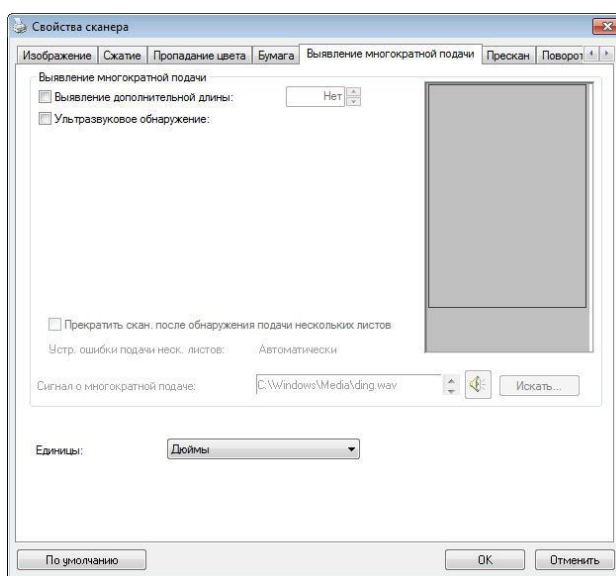 Свойства сканера
Изображение Сжатие Пропадание цвета Бумага Выявление многократной подачи Прескан Поворот
Выявление многократной подачи
Выявление дополнительной длины: Нет
Ультразвуковое обнаружение:
Прекратить скан. после обнаружения подачи нескольких листов
Устр. ошибки подачи неск. листов: Автоматически
Сигнал о многократной подаче: C:\Windows\Media\ding.wav Искать...
Единицы: Дюймы
По умолчанию OK Отменить